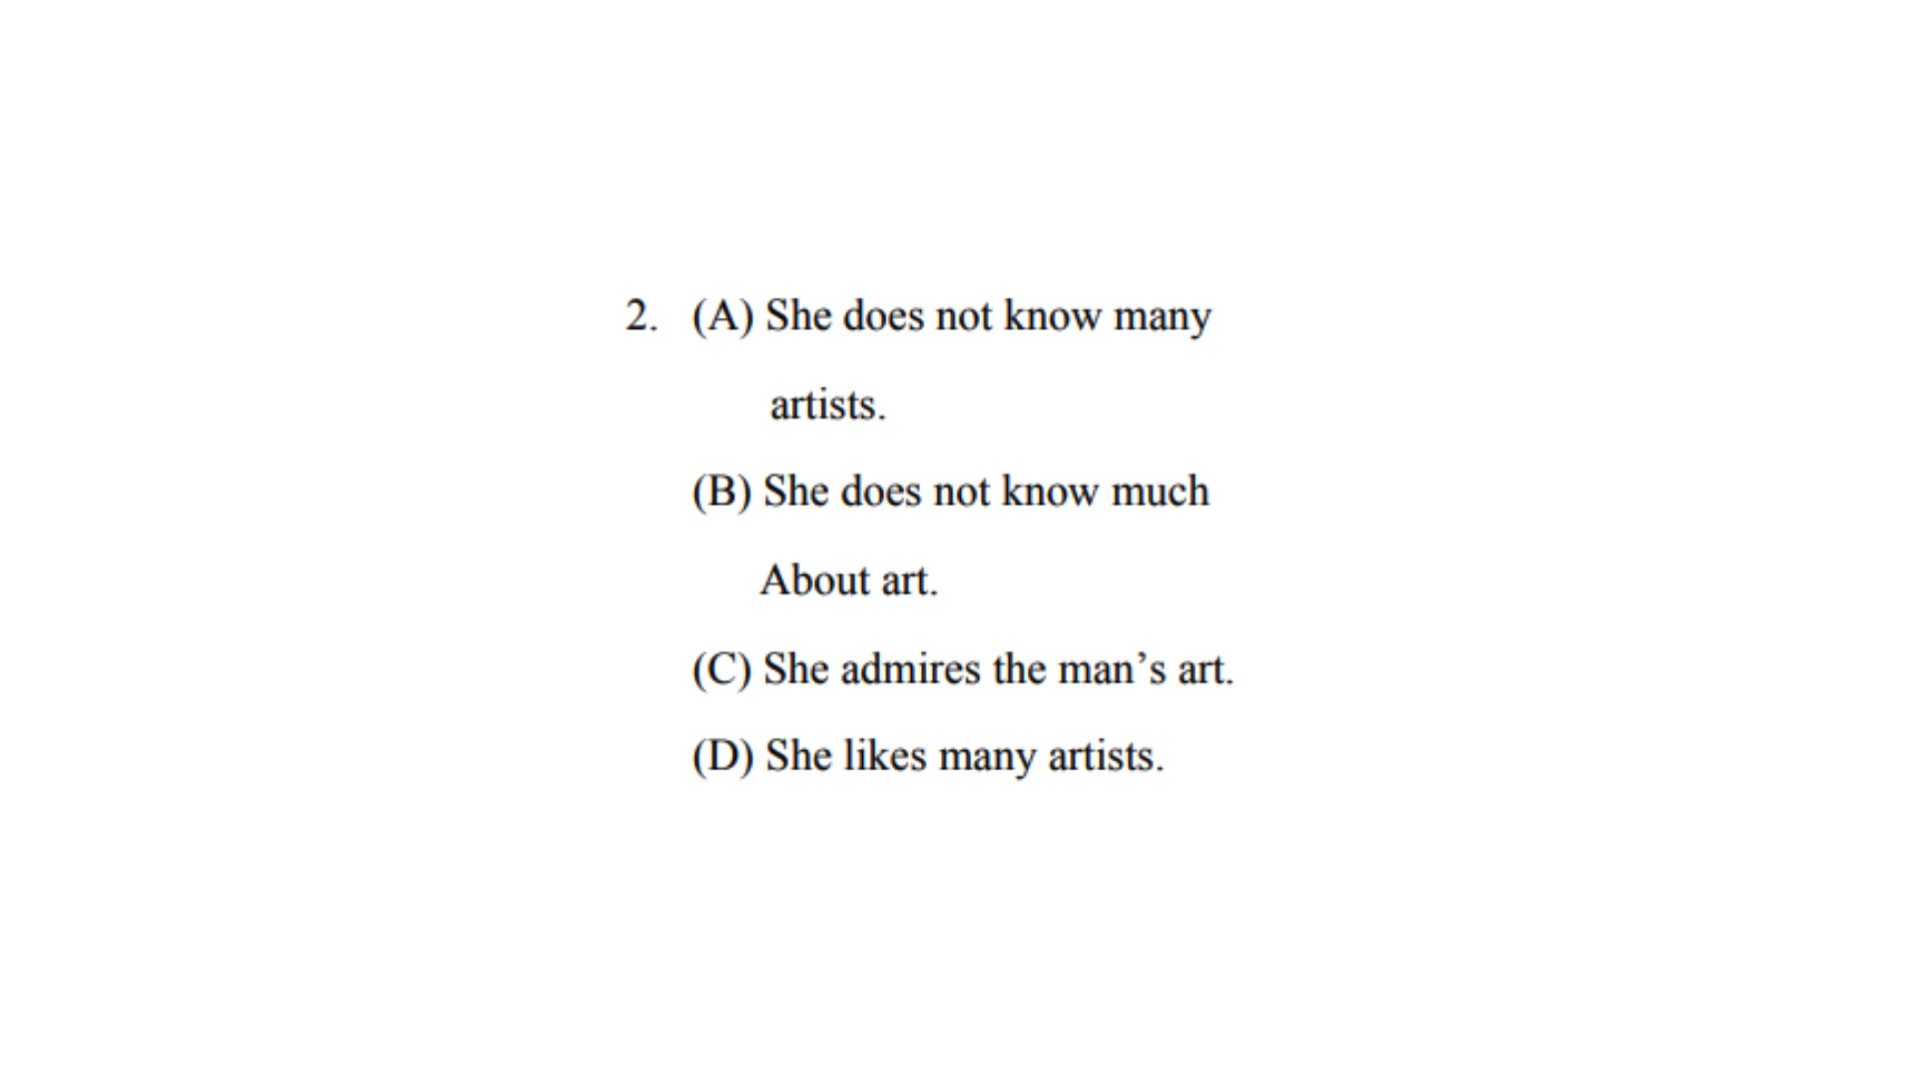 2. (A) She does not know many
artists.
(B) She does not know much
About art.
(C) She admires the man’s art.
(D) She likes many artists.